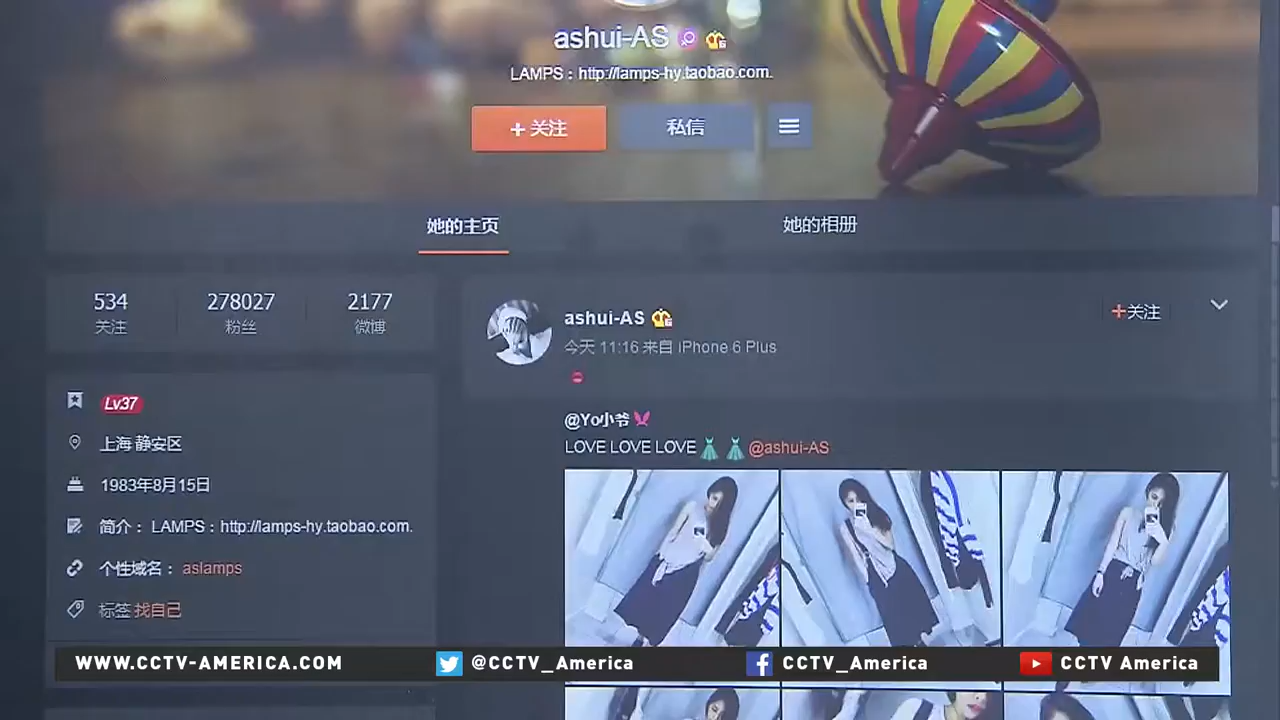 ashui-AS
LAMPS : http://lamps-hy.taobao.com.
+ 关注
私信
她的主页
她的相册
534
278027
2177
关注
粉丝
微博
ashui-AS
+关注
今天 11:16 来自 iPhone 6 Plus
Lv37
@Yo小爷
上海 静安区
LOVE LOVE LOVE @ashui-AS
1983年8月15日
简介： LAMPS : http://lamps-hy.taobao.com.
个性域名： aslamps
标签 找自己
WWW.CCTV-AMERICA.COM
@CCTV_America
CCTV_America
CCTV America